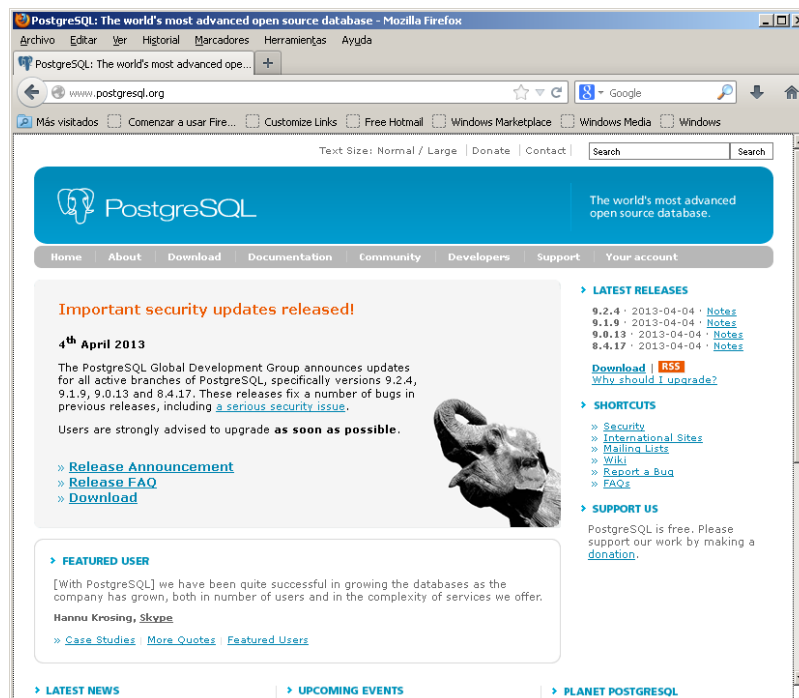 PostgreSQL: The world's most advanced open source database - Mozilla Firefox
Archivo Editar Ver Historial Marcadores Herramientas Ayuda
PostgreSQL: The world's most advanced ope... +
www.postgresql.org
Google
Más visitados Comenzar a usar Fire... Customize Links Free Hotmail Windows Marketplace Windows Media Windows
Text Size: Normal / Large | Donate | Contact | Search Search
PostgreSQL
The world's most advanced
open source database.
Home About Download Documentation Community Developers Support Your account
Important security updates released!
4th April 2013
The PostgreSQL Global Development Group announces updates
for all active branches of PostgreSQL, specifically versions 9.2.4,
9.1.9, 9.0.13 and 8.4.17. These releases fix a number of bugs in
previous releases, including a serious security issue.
Users are strongly advised to upgrade as soon as possible.
» Release Announcement
» Release FAQ
» Download
LATEST RELEASES
9.2.4 · 2013-04-04 · Notes
9.1.9 · 2013-04-04 · Notes
9.0.13 · 2013-04-04 · Notes
8.4.17 · 2013-04-04 · Notes
Download | RSS
Why should I upgrade?
SHORTCUTS
» Security
» International Sites
» Mailing Lists
» Wiki
» Report a Bug
» FAQs
SUPPORT US
PostgreSQL is free. Please
support our work by making a
donation.
FEATURED USER
[With PostgreSQL] we have been quite successful in growing the databases as the
company has grown, both in number of users and in the complexity of services we offer.
Hannu Krosing, Skype
» Case Studies | More Quotes | Featured Users
LATEST NEWS
UPCOMING EVENTS
PLANET POSTGRESQL